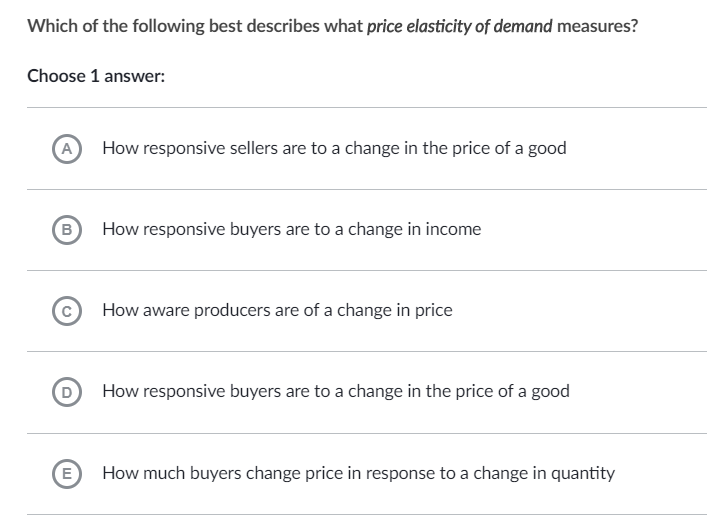 Which of the following best describes what price elasticity of demand measures?
Choose 1 answer:
A How responsive sellers are to a change in the price of a good
B How responsive buyers are to a change in income
C How aware producers are of a change in price
D How responsive buyers are to a change in the price of a good
E How much buyers change price in response to a change in quantity